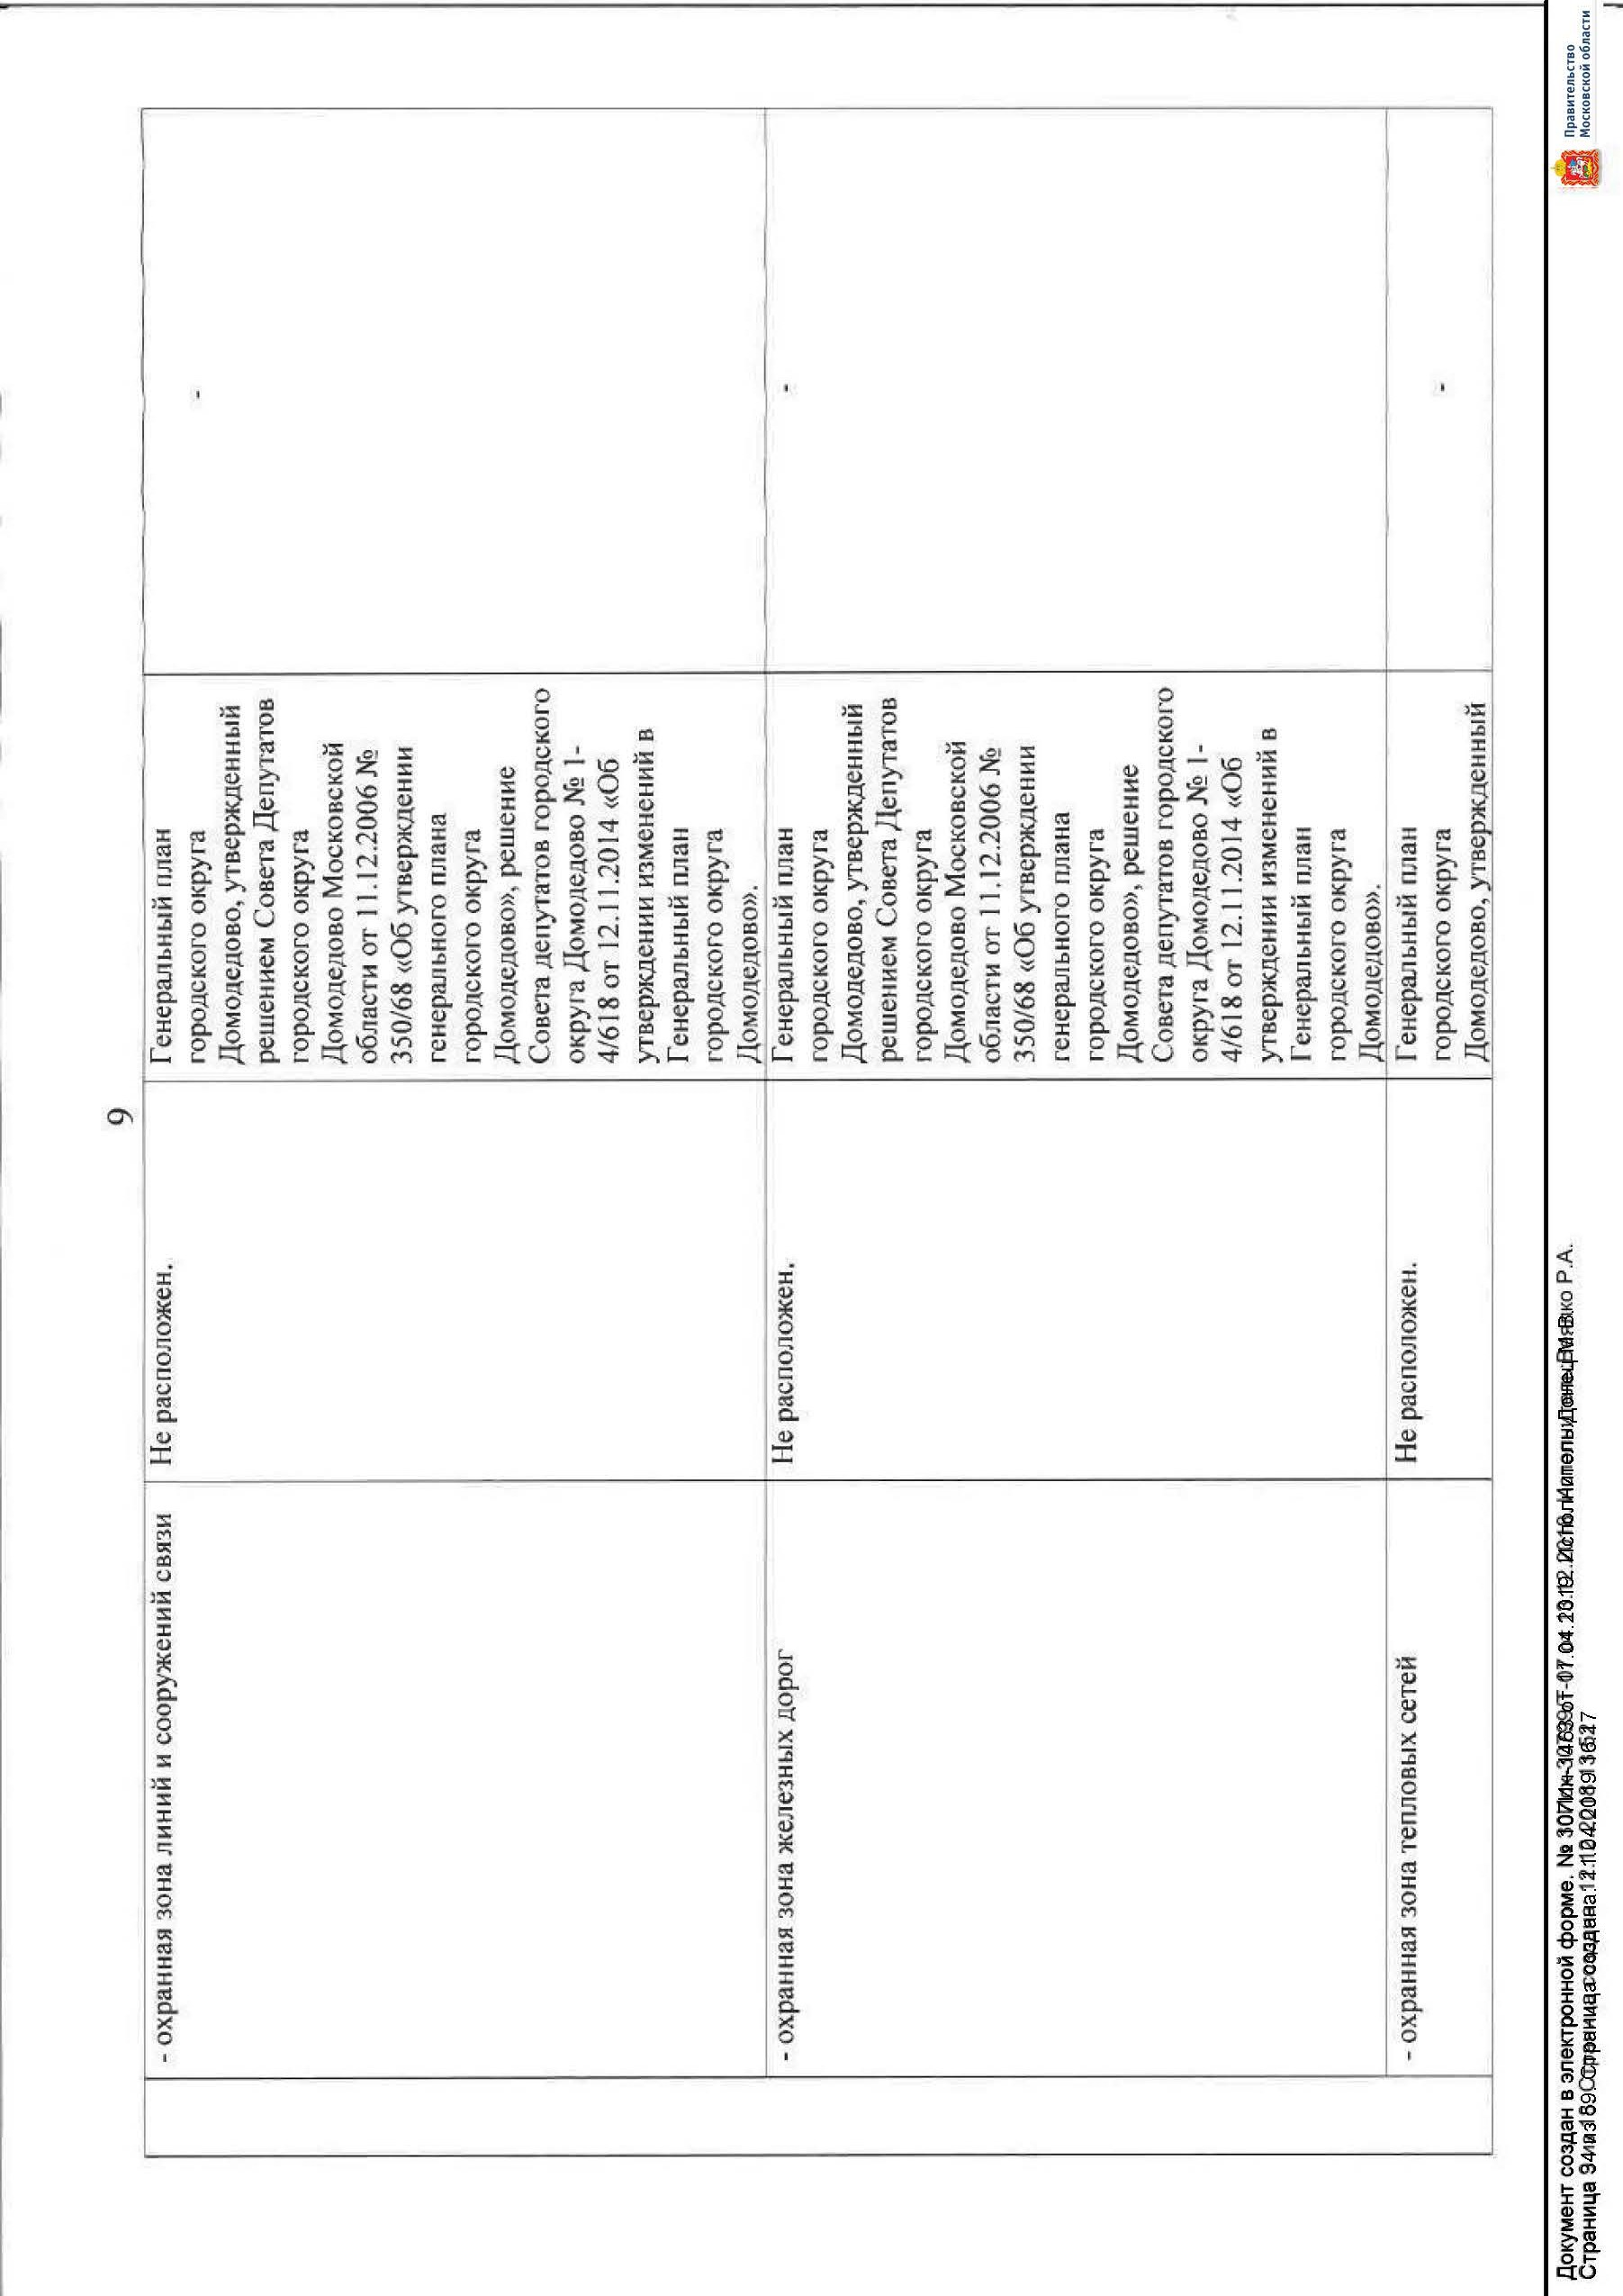 9
- охранная зона линий и сооружений связи
Не расположен.
Генеральный план
городского округа
Домодедово, утвержденный
решением Совета Депутатов
городского округа
Домодедово Московской
области от 11.12.2006 №
350/68 «Об утверждении
генерального плана
городского округа
Домодедово», решение
Совета депутатов городского
округа Домодедово № 1-
4/618 от 12.11.2014 «Об
утверждении изменений в
Генеральный план
городского округа
Домодедово».
-
- охранная зона железных дорог
Не расположен.
Генеральный план
городского округа
Домодедово, утвержденный
решением Совета Депутатов
городского округа
Домодедово Московской
области от 11.12.2006 №
350/68 «Об утверждении
генерального плана
городского округа
Домодедово», решение
Совета депутатов городского
округа Домодедово № 1-
4/618 от 12.11.2014 «Об
утверждении изменений в
Генеральный план
городского округа
Домодедово».
-
- охранная зона тепловых сетей
Не расположен.
Генеральный план
городского округа
Домодедово, утвержденный
-
Документ создан в электронной форме. №
Страница
Правительство
Московской области